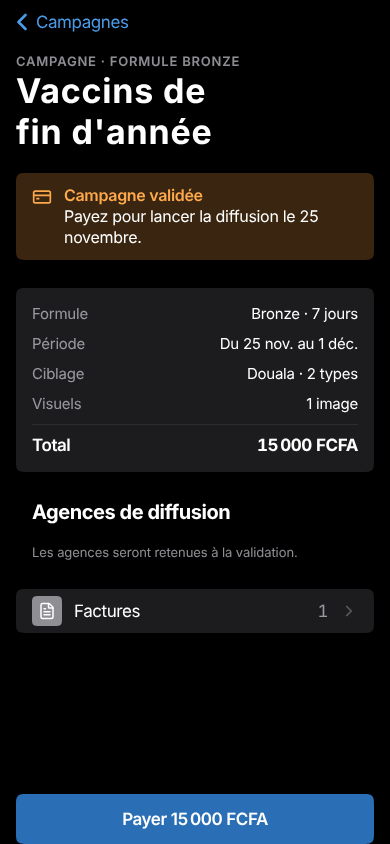 Campagnes
CAMPAGNE · FORMULE BRONZE
Vaccins de
fin d'année
Campagne validée
Payez pour lancer la diffusion le 25
novembre.
Formule Bronze · 7 jours
Période Du 25 nov. au 1 déc.
Ciblage Douala · 2 types
Visuels 1 image
Total 15 000 FCFA
Agences de diffusion
Les agences seront retenues à la validation.
Factures 1
Payer 15 000 FCFA